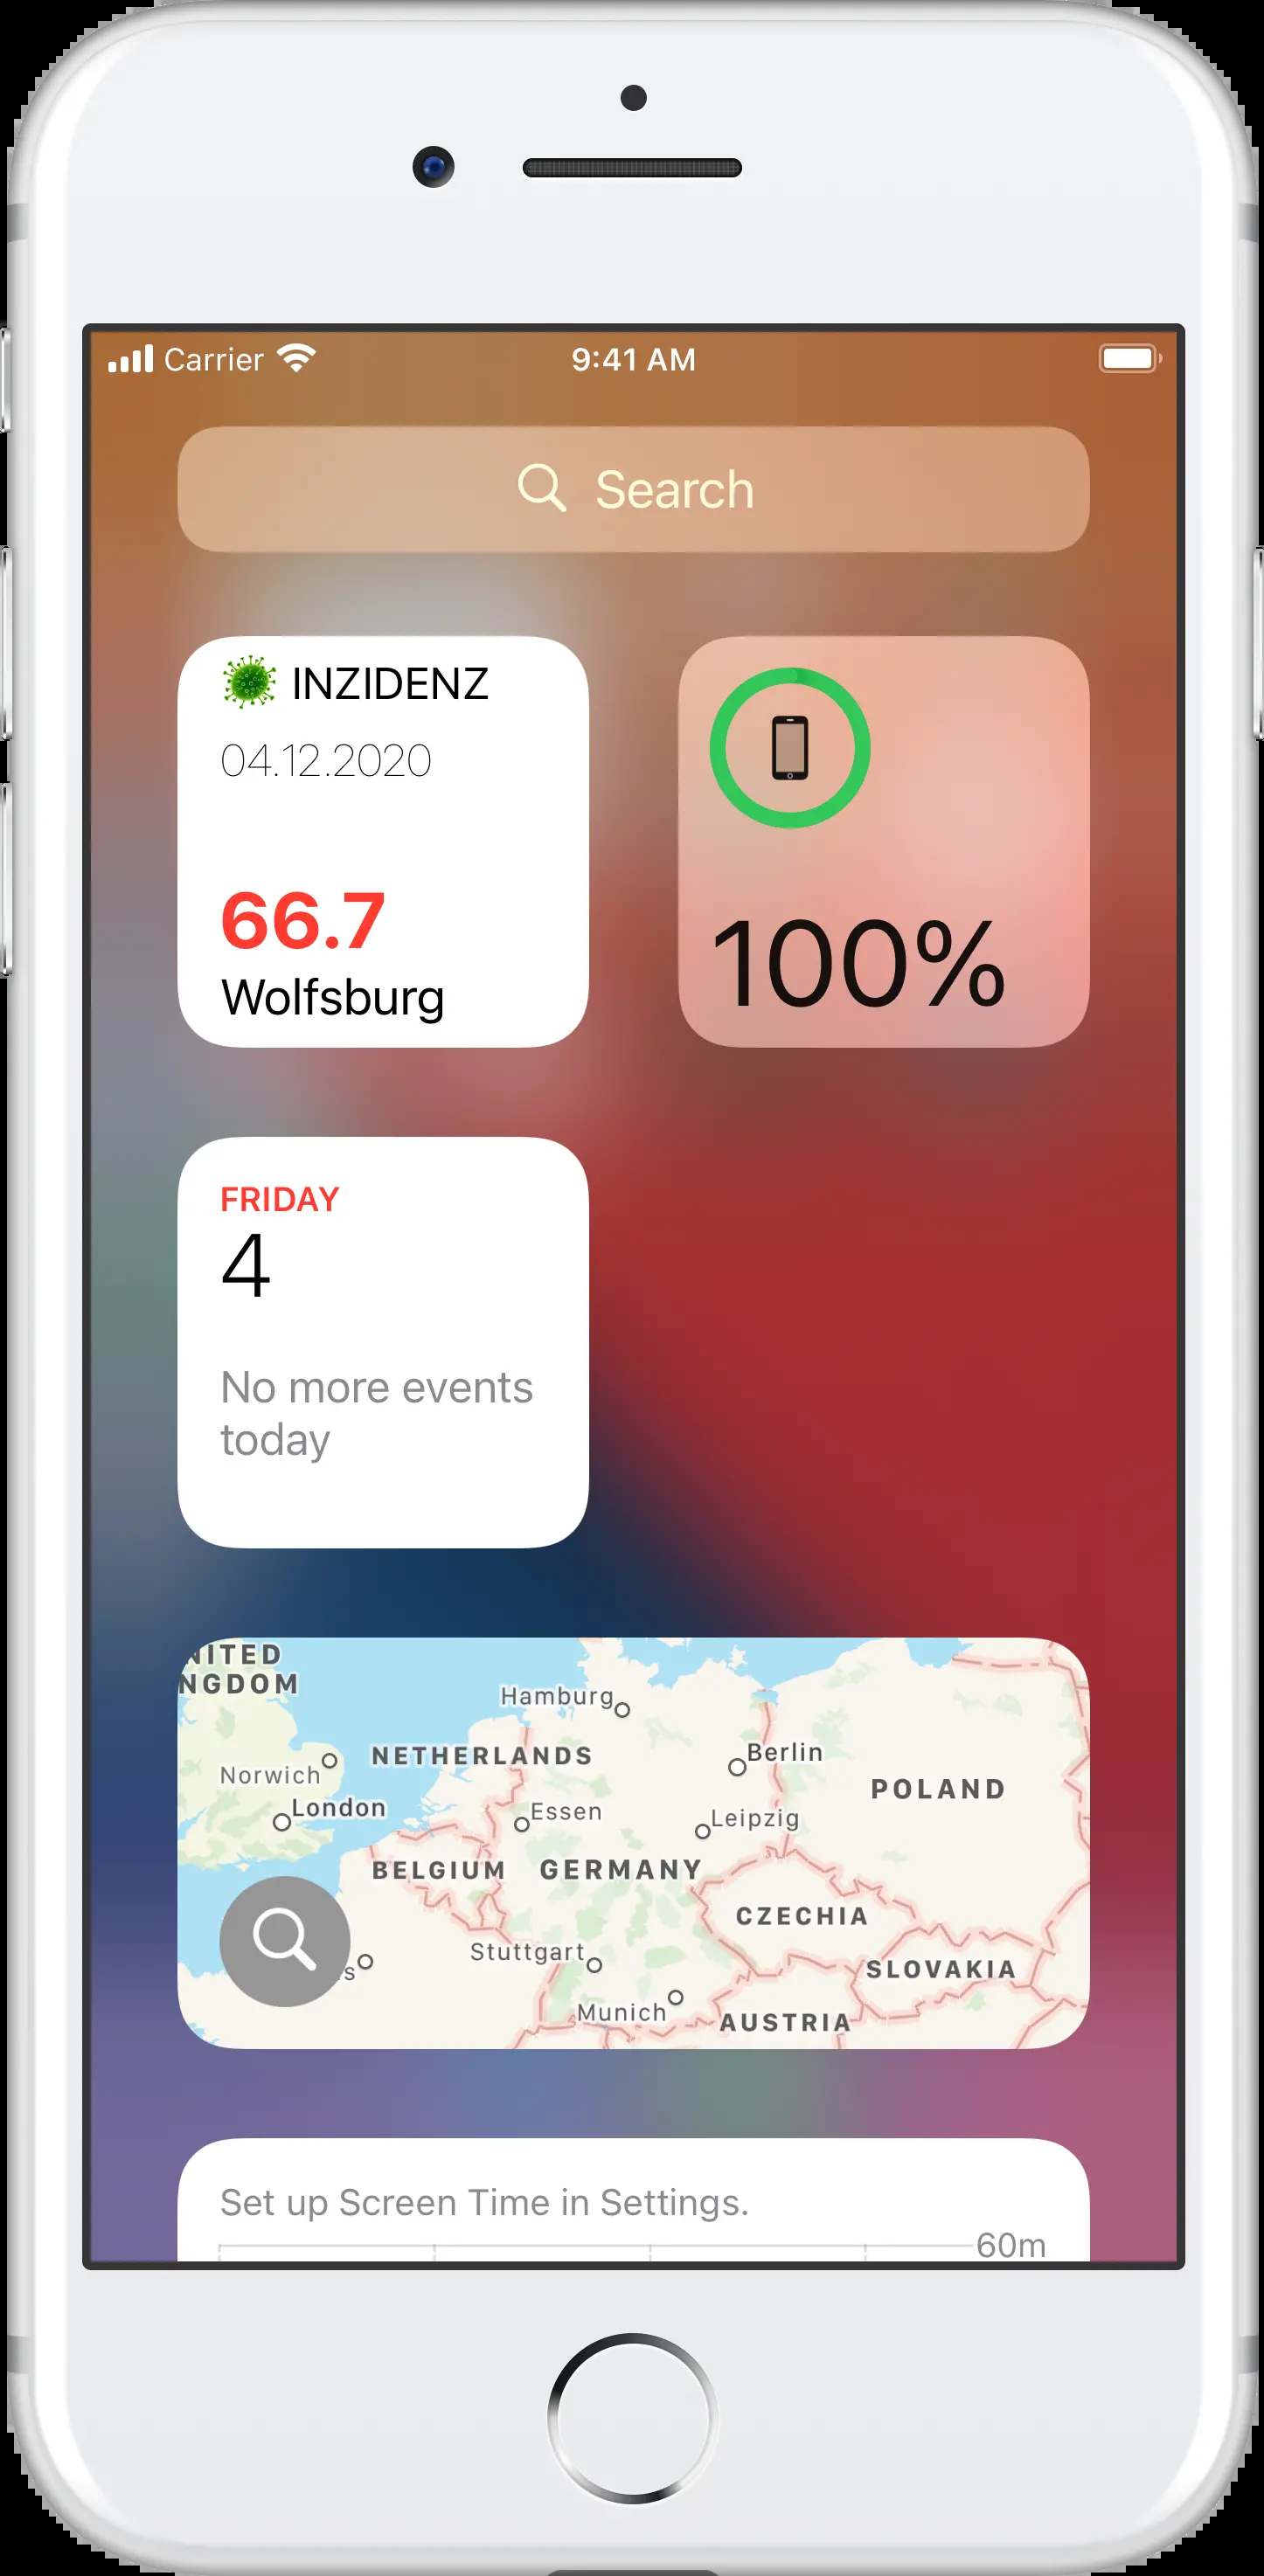 Carrier 9:41 AM
Search
INZIDENZ
04.12.2020
66.7
Wolfsburg
100%
FRIDAY
4
No more events
today
NITED
NGDOM
Hamburg
NETHERLANDS
Berlin
Norwich
POLAND
London
Essen
Leipzig
BELGIUM
GERMANY
CZECHIA
Stuttgart
s
SLOVAKIA
Munich
AUSTRIA
Set up Screen Time in Settings.
60m